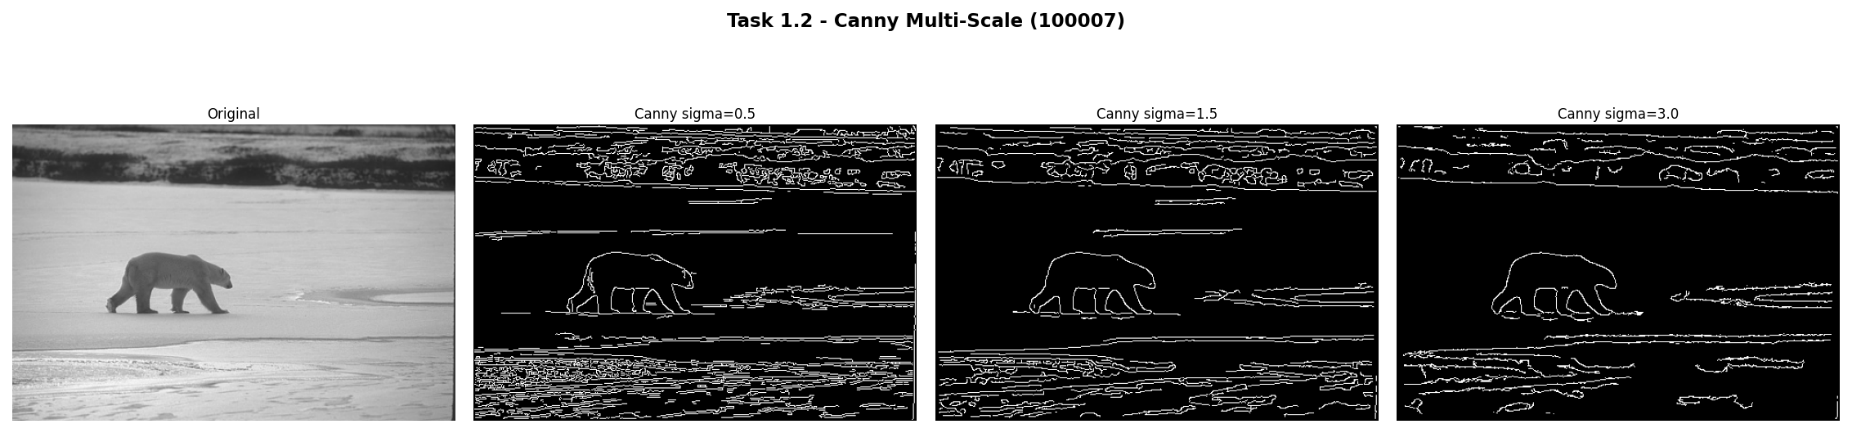 Task 1.2 - Canny Multi-Scale (100007)
Original
Canny sigma=0.5
Canny sigma=1.5
Canny sigma=3.0